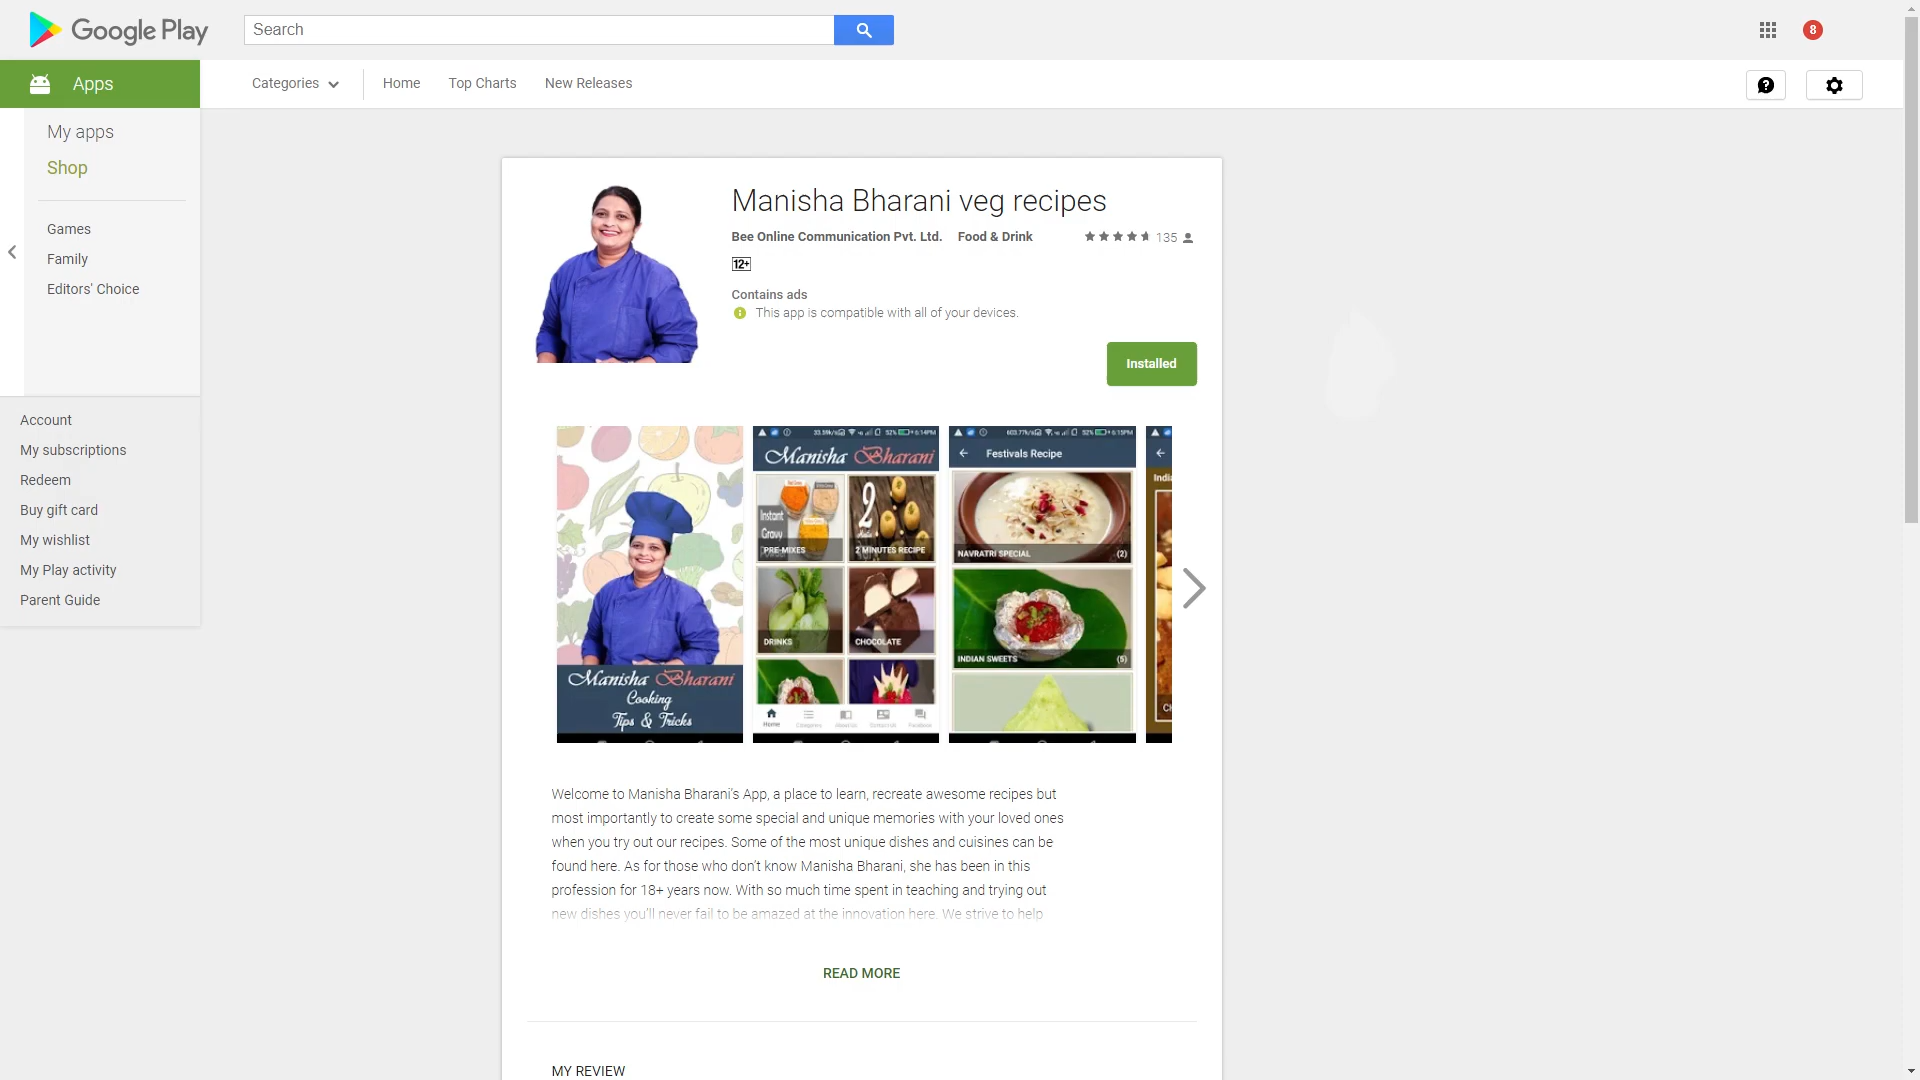 Google Play
Search
8
Apps
Categories
Home
Top Charts
New Releases
My apps
Shop
Games
Family
Editors' Choice
Account
My subscriptions
Redeem
Buy gift card
My wishlist
My Play activity
Parent Guide
Manisha Bharani veg recipes
Bee Online Communication Pvt. Ltd. Food & Drink 135
12+
Contains ads
This app is compatible with all of your devices.
Installed
Manisha Bharani
Cooking
Tips & Tricks
52% 6:14PM
Manisha Bharani
Instant
Gravy
PRE-MIXES
2
2 MINUTES RECIPE
DRINKS
CHOCOLATE
Home
52% 6:15PM
Festivals Recipe
NAVRATRI SPECIAL (2)
INDIAN SWEETS (5)
Welcome to Manisha Bharani's App, a place to learn, recreate awesome recipes but
most importantly to create some special and unique memories with your loved ones
when you try out our recipes. Some of the most unique dishes and cuisines can be
found here. As for those who don't know Manisha Bharani, she has been in this
profession for 18+ years now. With so much time spent in teaching and trying out
new dishes you'll never fail to be amazed at the innovation here. We strive to help
READ MORE
MY REVIEW